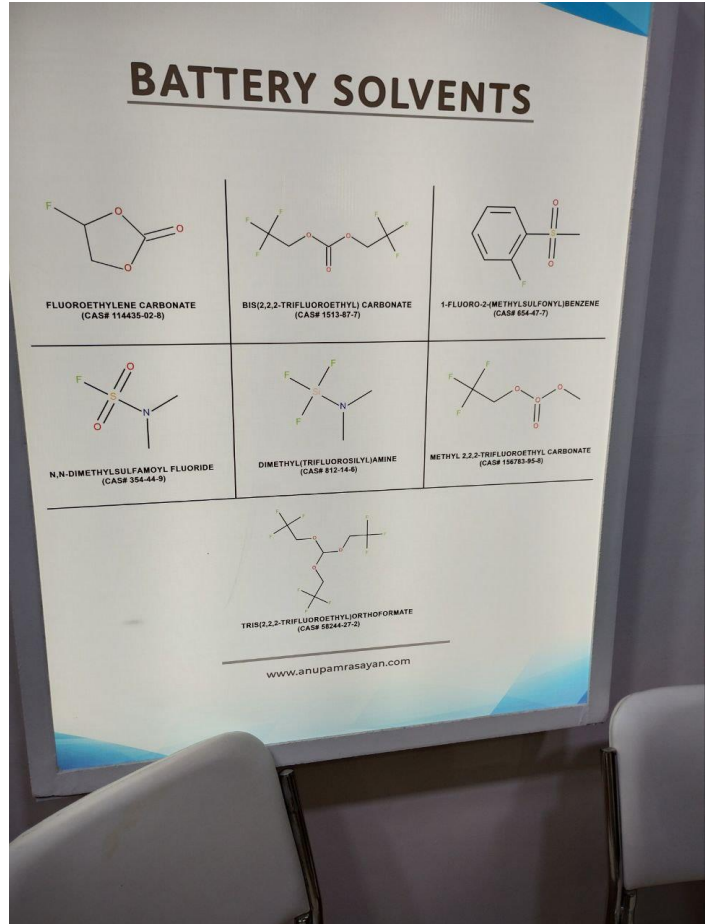 BATTERY SOLVENTS
F
O
O
O
FLUOROETHYLENE CARBONATE
(CAS# 114435-02-8)
F
F
F
O
O
O
F
F
F
BIS(2,2,2-TRIFLUOROETHYL) CARBONATE
(CAS# 1513-87-7)
O
S
O
F
1-FLUORO-2-(METHYLSULFONYL)BENZENE
(CAS# 654-47-7)
F
O
S
O
N
N,N-DIMETHYLSULFAMOYL FLUORIDE
(CAS# 354-44-9)
F
F
Si
F
N
DIMETHYL(TRIFLUOROSILYL)AMINE
(CAS# 812-14-6)
F
F
F
O
O
O
O
METHYL 2,2,2-TRIFLUOROETHYL CARBONATE
(CAS# 156783-95-8)
F
F
F
O
O
F
F
F
O
F
F
F
TRIS(2,2,2-TRIFLUOROETHYL)ORTHOFORMATE
(CAS# 58244-27-2)
www.anupamrasayan.com